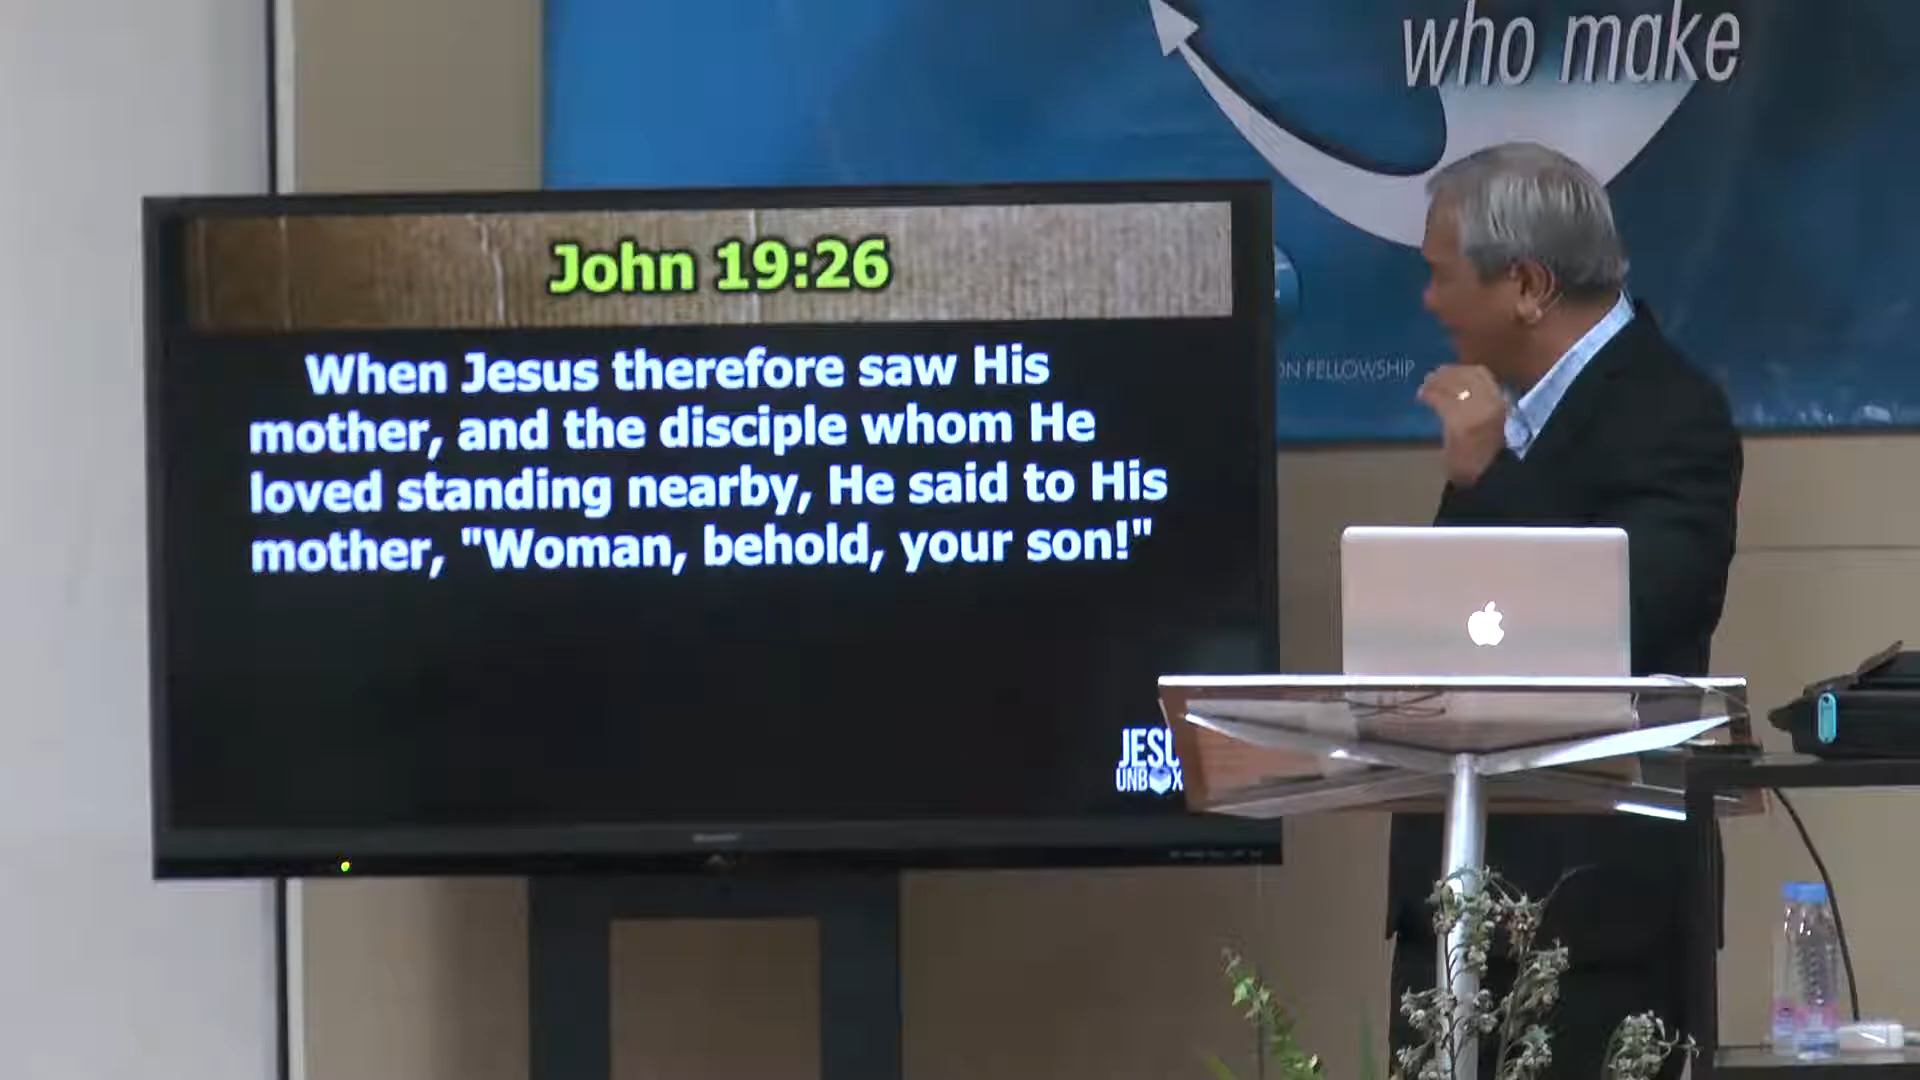 who make
ON FELLOWSHIP
John 19:26
When Jesus therefore saw His
mother, and the disciple whom He
loved standing nearby, He said to His
mother, "Woman, behold, your son!"
JESU
UNBOX